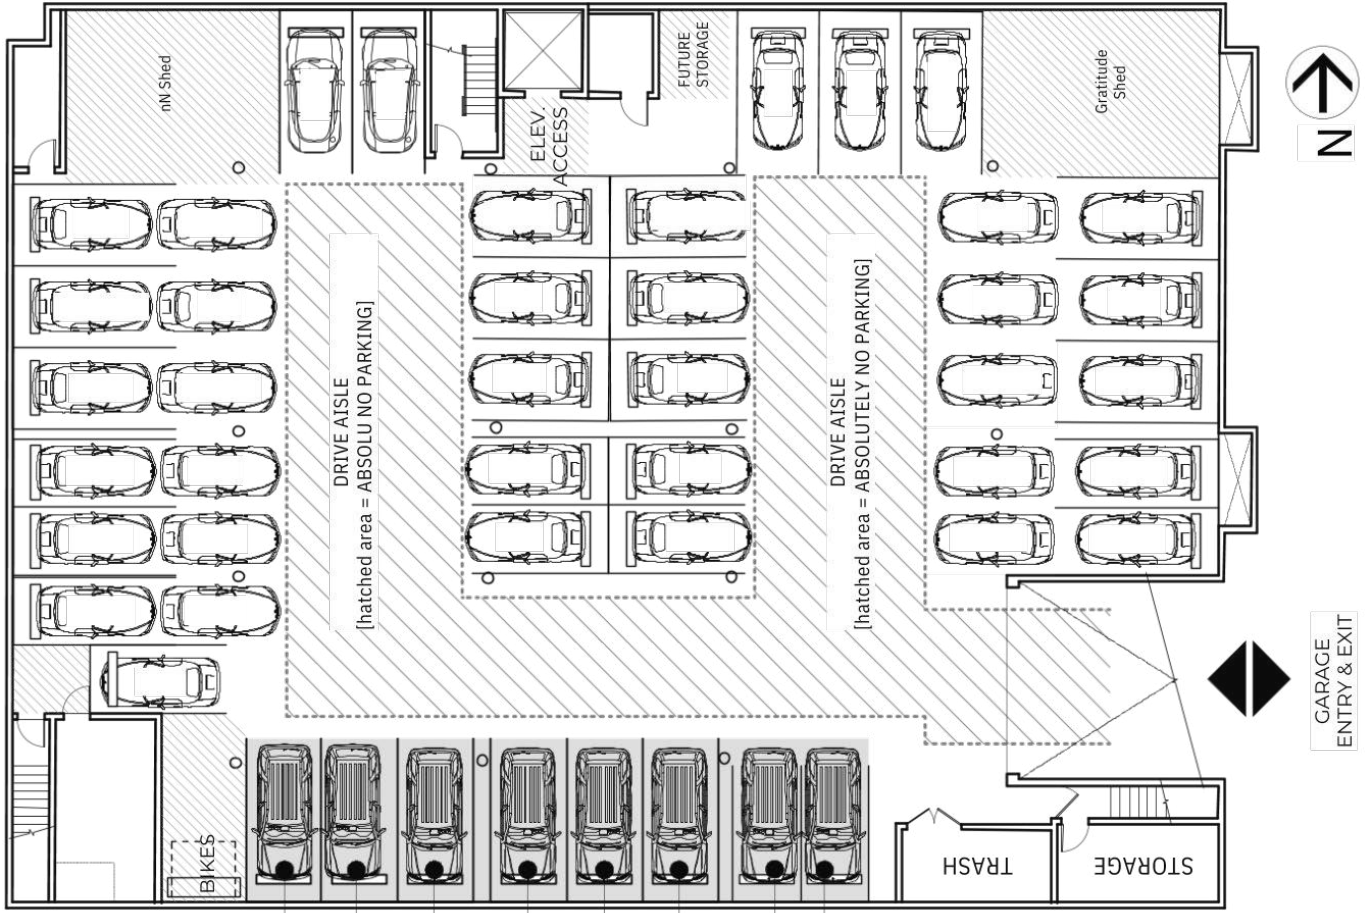 nN Shed
FUTURE
STORAGE
Gratitude
Shed
ELEV.
ACCESS
N
DRIVE AISLE
[hatched area = ABSOLU NO PARKING]
DRIVE AISLE
[hatched area = ABSOLUTELY NO PARKING]
GARAGE
ENTRY & EXIT
BIKES
TRASH
STORAGE